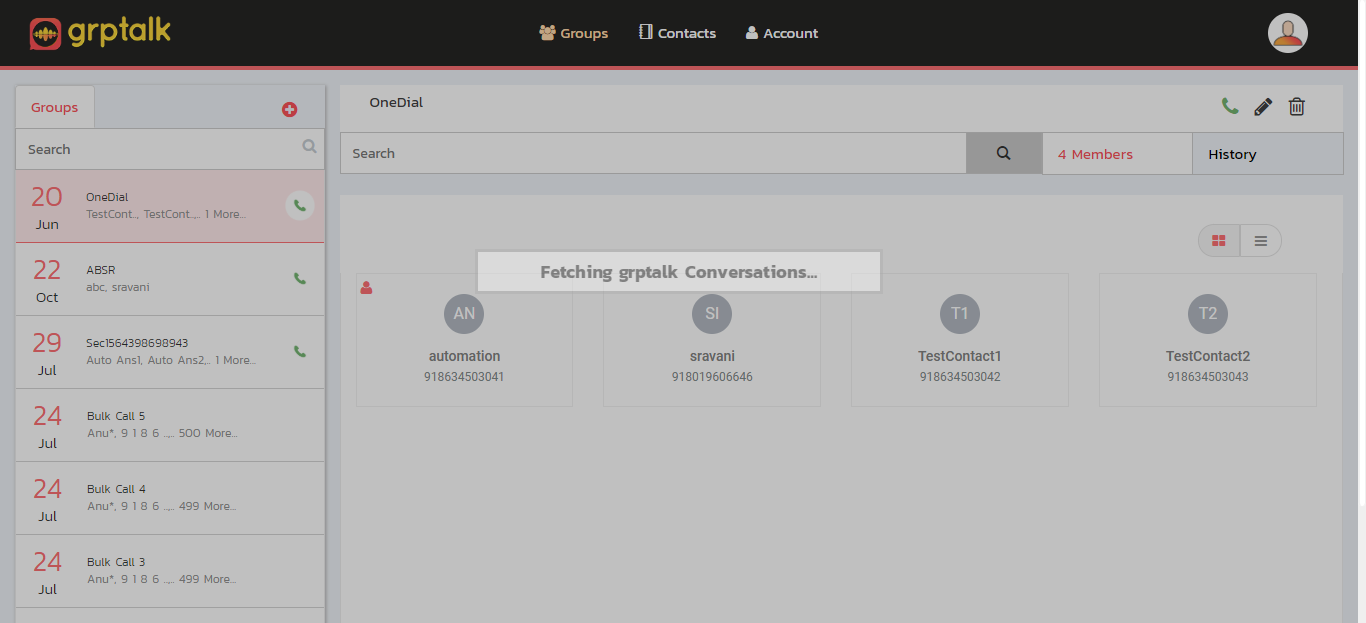 grptalk
Groups
Contacts
Account
Groups
Search
20
Jun
OneDial
TestCont.., TestCont..,.. 1 More...
22
Oct
ABSR
abc, sravani
29
Jul
Sec1564398698943
Auto Ans1, Auto Ans2,.. 1 More...
24
Jul
Bulk Call 5
Anu*, 9 1 8 6 ..,.. 500 More...
24
Jul
Bulk Call 4
Anu*, 9 1 8 6 ..,.. 499 More...
24
Jul
Bulk Call 3
Anu*, 9 1 8 6 ..,.. 499 More...
OneDial
Search
4 Members
History
Fetching grptalk Conversations...
AN
automation
918634503041
SI
sravani
918019606646
T1
TestContact1
918634503042
T2
TestContact2
918634503043